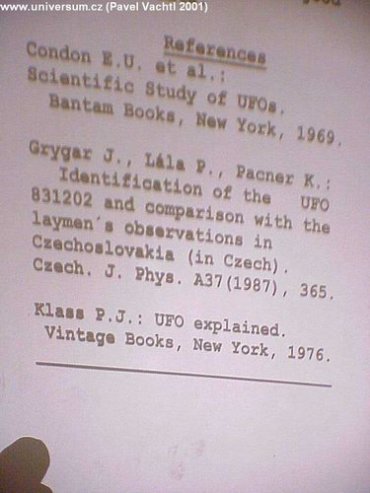 www.universum.cz (Pavel Vachtl 2001)
References
Condon E.U. et al.:
Scientific Study of UFOs.
Bantam Books, New York, 1969.
Grygar J., Lála P., Pacner K.:
Identification of the UFO
831202 and comparison with the
laymen´s observations in
Czechoslovakia (in Czech).
Czech. J. Phys. A37(1987), 365.
Klass P.J.: UFO explained.
Vintage Books, New York, 1976.